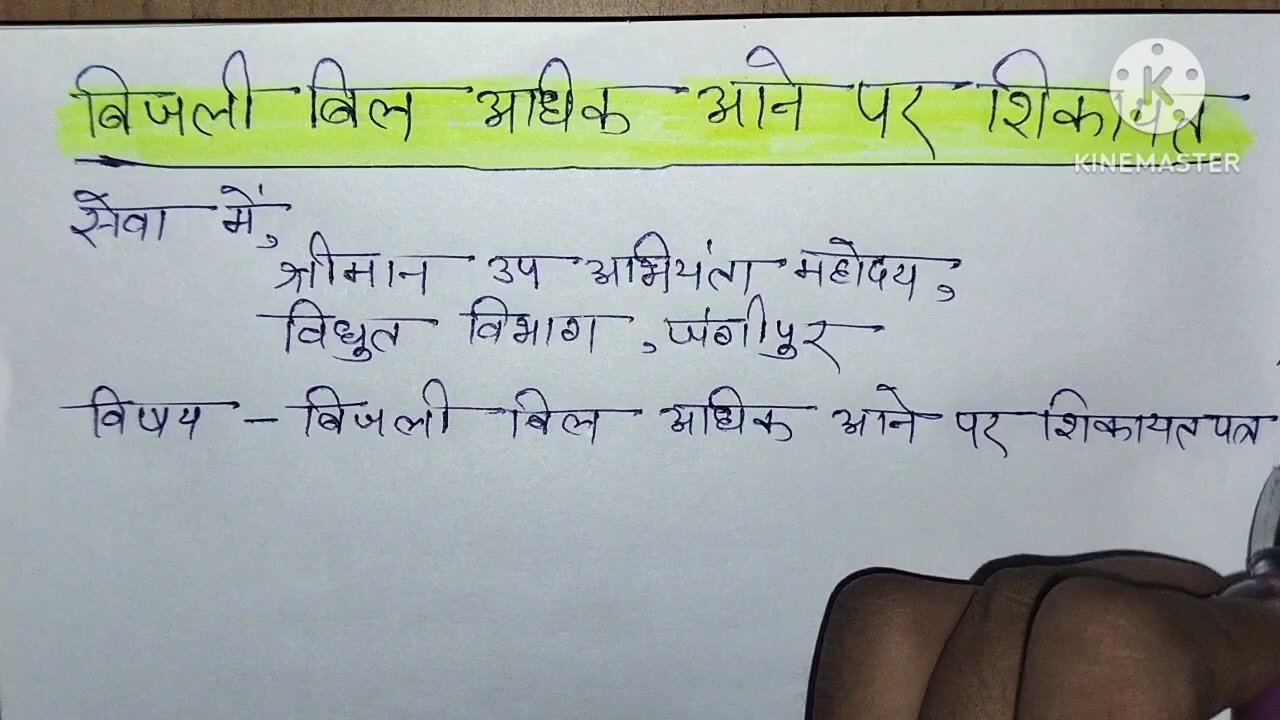 बिजली बिल अधिक आने पर शिकायत
KINEMASTER
सेवा में,
श्रीमान उप अभियंता महोदय,
विधुत विभाग, जंगीपुर
विषय - बिजली बिल अधिक आने पर शिकायत पत्र